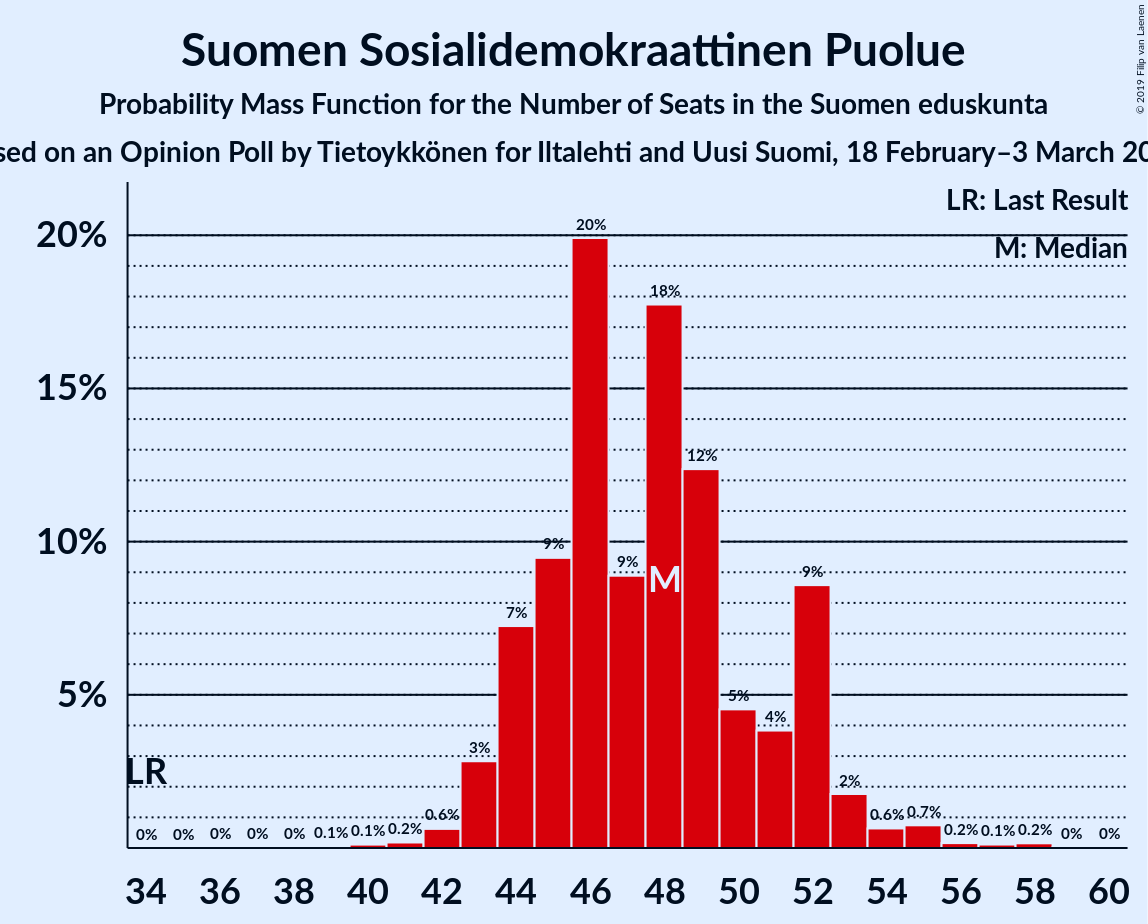 Suomen Sosialidemokraattinen Puolue
Probability Mass Function for the Number of Seats in the Suomen eduskunta
on an Opinion Poll by Tietoykkönen for Iltalehti and Uusi Suomi, 18 February–3 March
© 2019 Filip van Laenen
LR: Last Result
M: Median
20%
15%
10%
5%
LR
M
0% 0% 0% 0% 0% 0.1% 0.1% 0.2% 0.6% 3% 7% 9% 20% 9% 18% 12% 5% 4% 9% 2% 0.6% 0.7% 0.2% 0.1% 0.2% 0% 0%
34 36 38 40 42 44 46 48 50 52 54 56 58 60